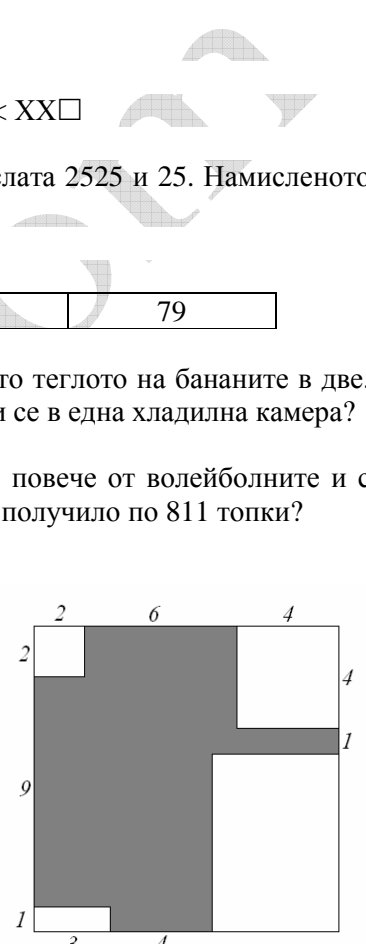 < XX□
2525 и 25. Намисленото
79
то теглото на бананите в две
и се в една хладилна камера?
повече от волейболните и с
получило по 811 топки?
2 6 4
2
4
1
9
1
3 4